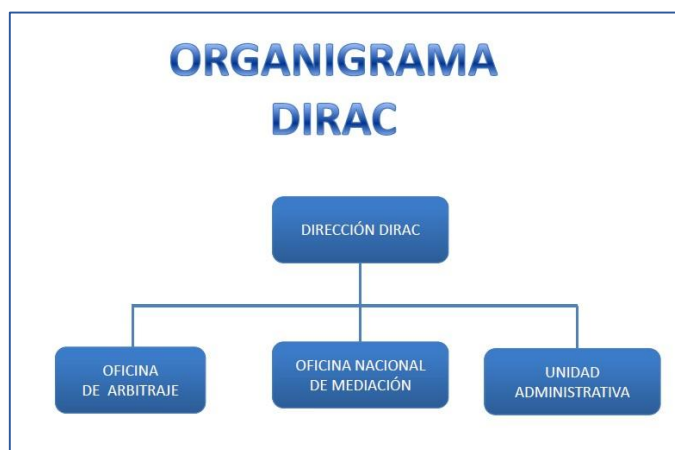 ORGANIGRAMA
DIRAC
DIRECCIÓN DIRAC
OFICINA
DE ARBITRAJE
OFICINA NACIONAL
DE MEDIACIÓN
UNIDAD
ADMINISTRATIVA